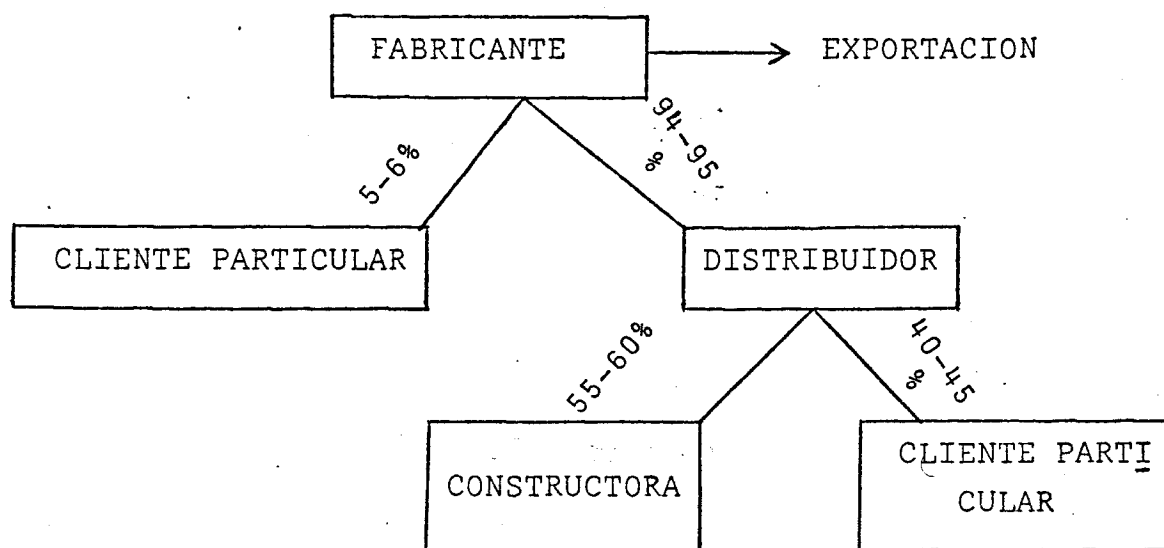 FABRICANTE
EXPORTACION
5-6%
94-95
%
CLIENTE PARTICULAR
DISTRIBUIDOR
55-60%
40-45
%
CONSTRUCTORA
CLIENTE PARTI
CULAR